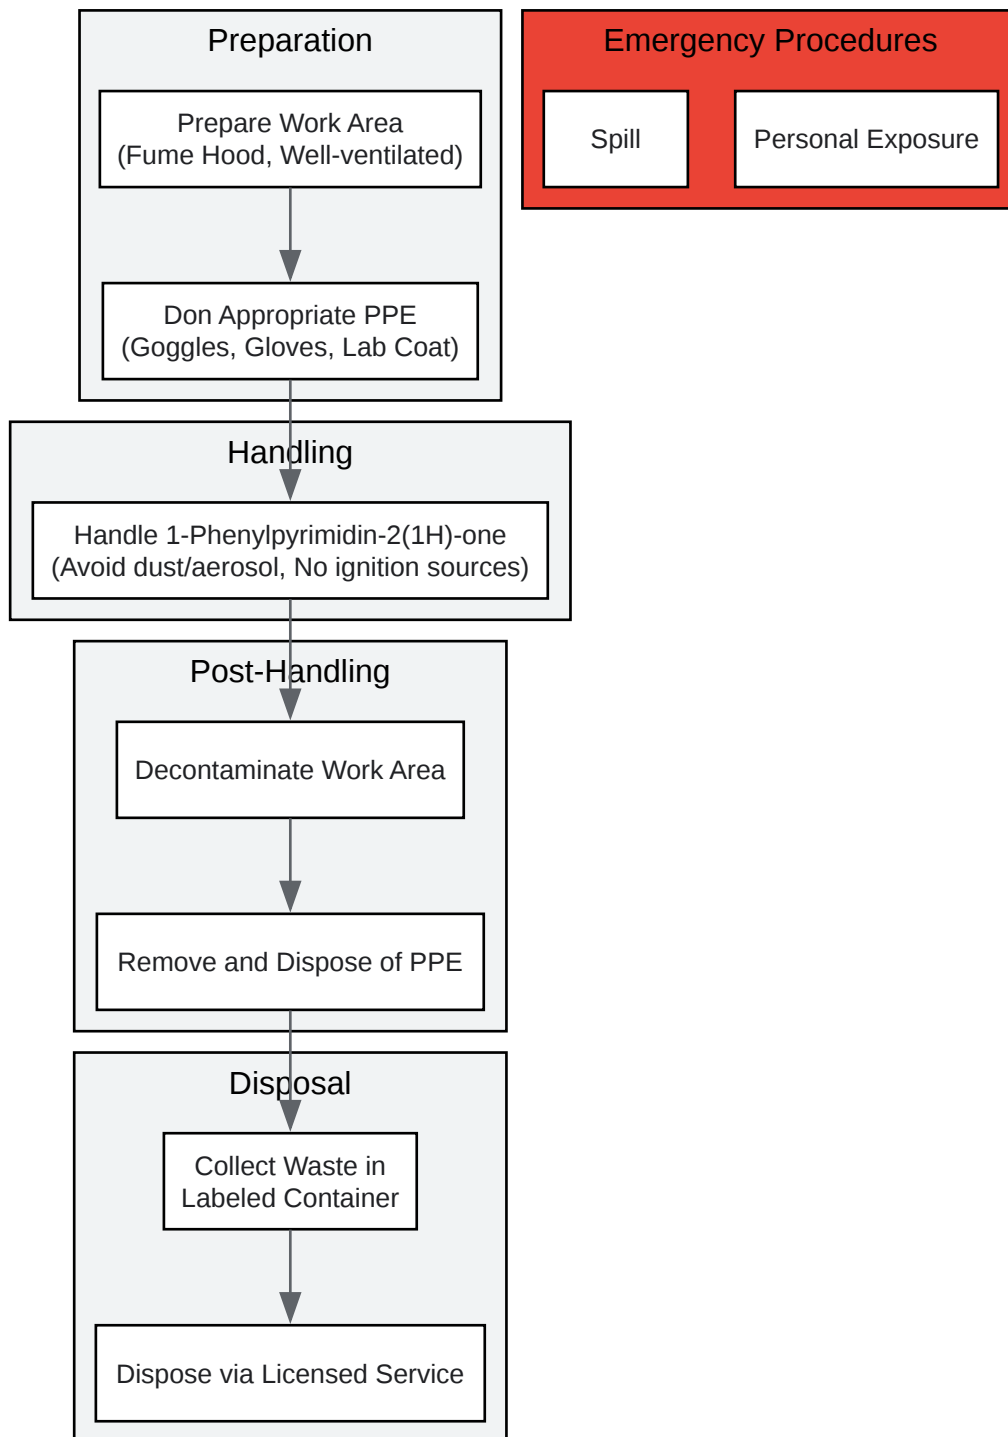 Preparation
Prepare Work Area
(Fume Hood, Well-ventilated)
Don Appropriate PPE
(Goggles, Gloves, Lab Coat)
Handling
Handle 1-Phenylpyrimidin-2(1H)-one
(Avoid dust/aerosol, No ignition sources)
Post-Handling
Decontaminate Work Area
Remove and Dispose of PPE
Disposal
Collect Waste in
Labeled Container
Dispose via Licensed Service
Emergency Procedures
Spill
Personal Exposure